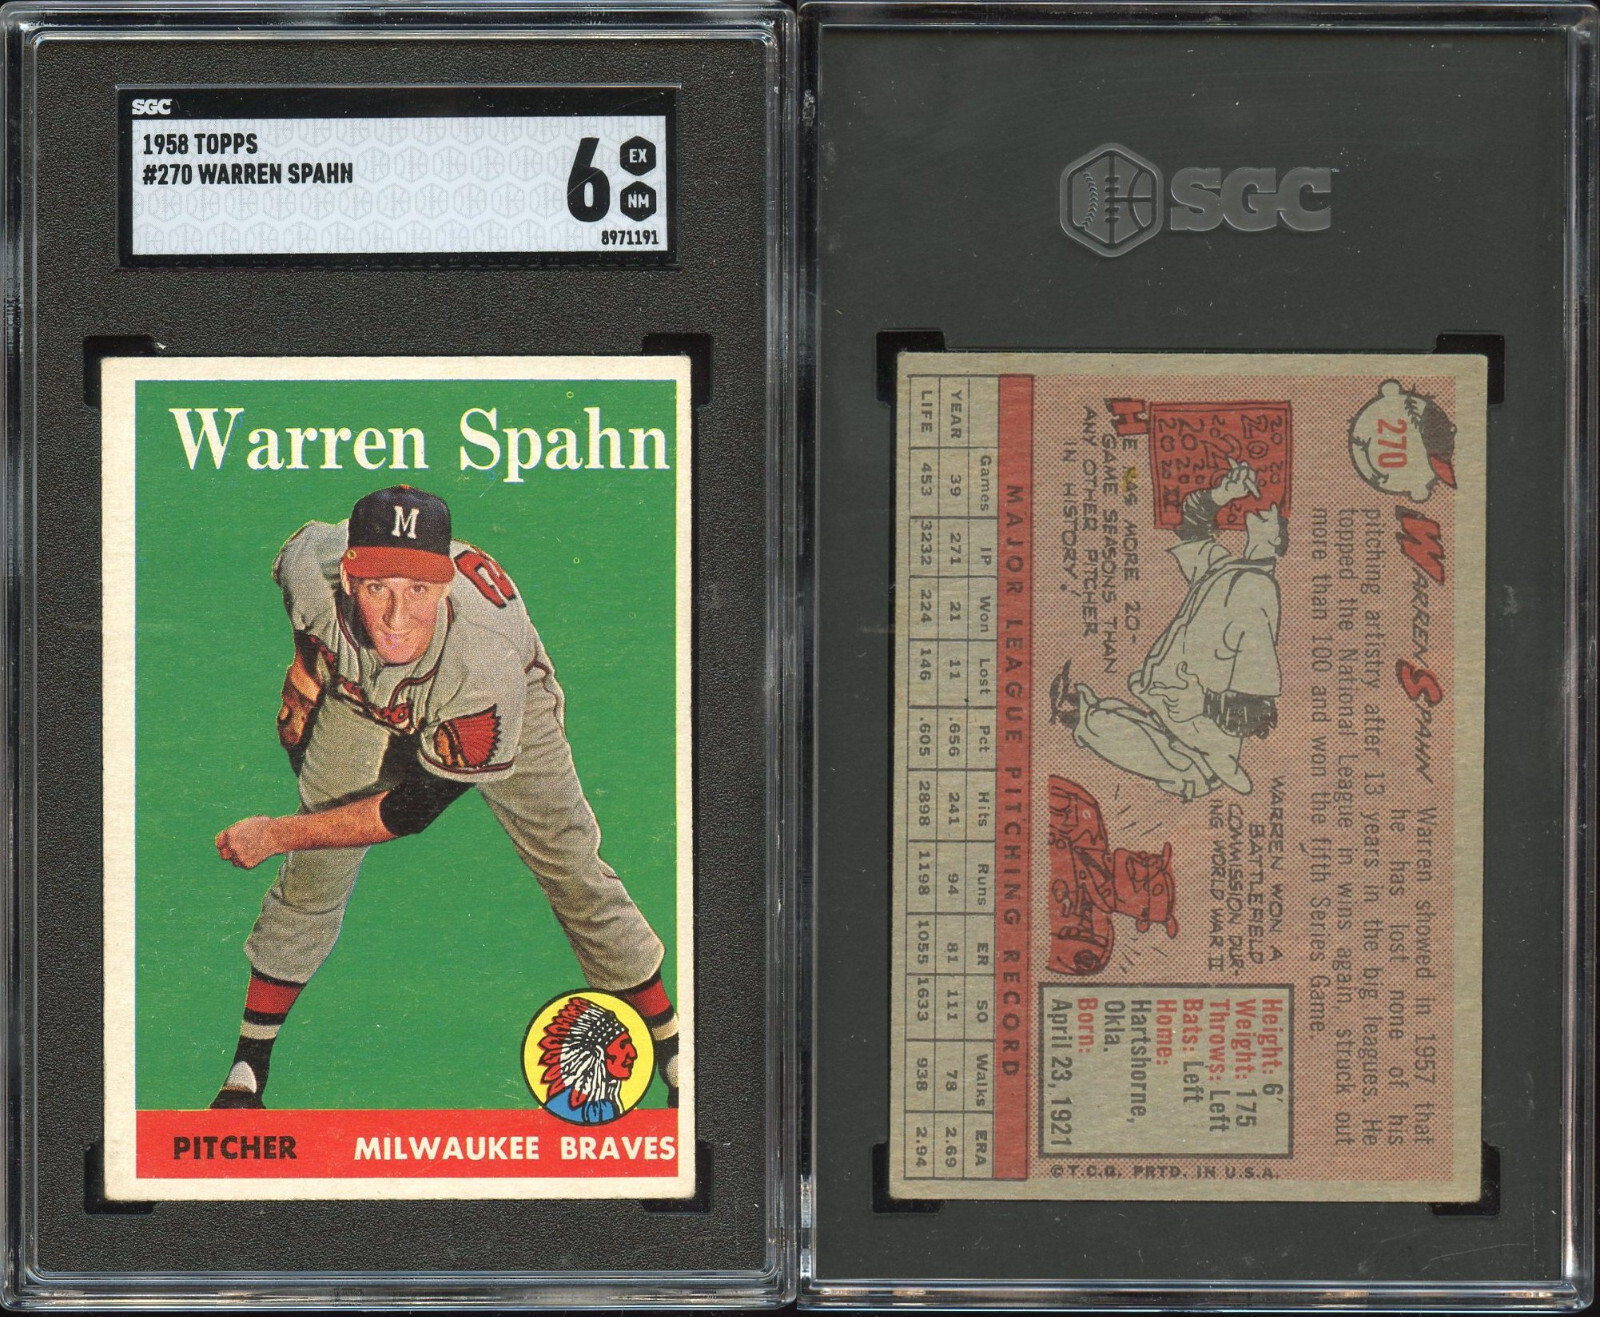 SGC
1958 TOPPS
#270 WARREN SPAHN
6
EX
NM
8971191
Warren Spahn
M
PITCHER
MILWAUKEE BRAVES
SGC
270
WARREN SPAHN
Warren showed in 1957 that
he has lost none of his
pitching artistry after 13 years in the big leagues. He
topped the National League in wins again, struck out
more than 100 and won the fifth Series Game.
HE HAS MORE 20-
GAME SEASONS THAN
ANY OTHER PITCHER
IN HISTORY!
WARREN WON A
BATTLEFIELD
COMMISSION DUR-
ING WORLD WAR II
Height: 6'
Weight: 175
Throws: Left
Bats: Left
Home:
Hartshorne,
Okla.
Born:
April 23, 1921
MAJOR LEAGUE PITCHING RECORD
Games IP Won Lost Pct Hits Runs ER SO Walks ERA
YEAR 39 271 21 11 .656 241 94 81 111 78 2.69
LIFE 453 3232 224 146 .605 2898 1198 1055 1633 938 2.94
©T.C.G. PRTD. IN U.S.A.